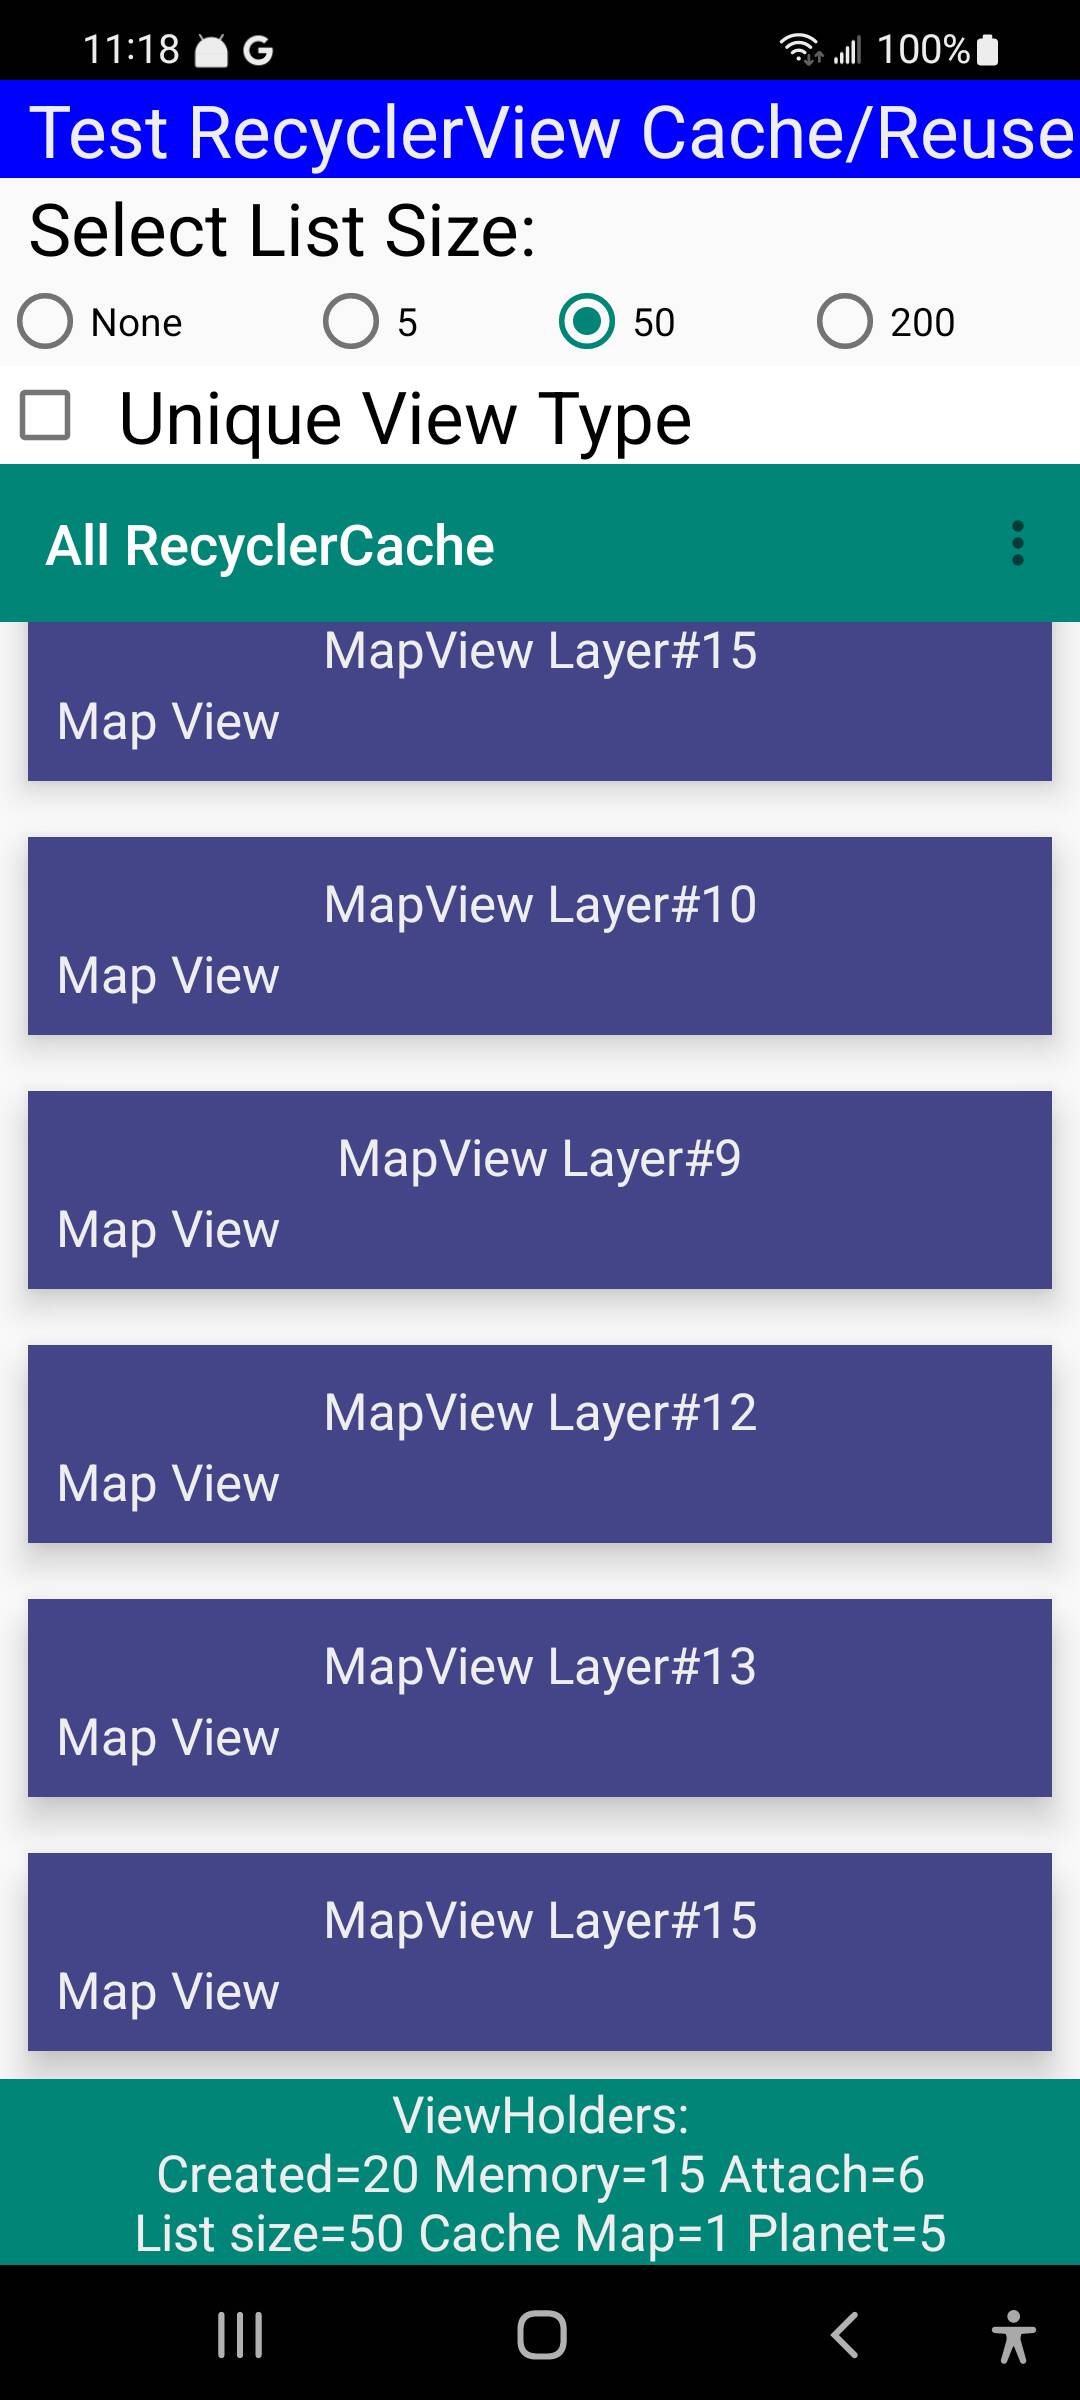 11:18 G 100%
Test RecyclerView Cache/Reuse
Select List Size:
None 5 50 200
Unique View Type
All RecyclerCache
MapView Layer#15
Map View
MapView Layer#10
Map View
MapView Layer#9
Map View
MapView Layer#12
Map View
MapView Layer#13
Map View
MapView Layer#15
Map View
ViewHolders:
Created=20 Memory=15 Attach=6
List size=50 Cache Map=1 Planet=5